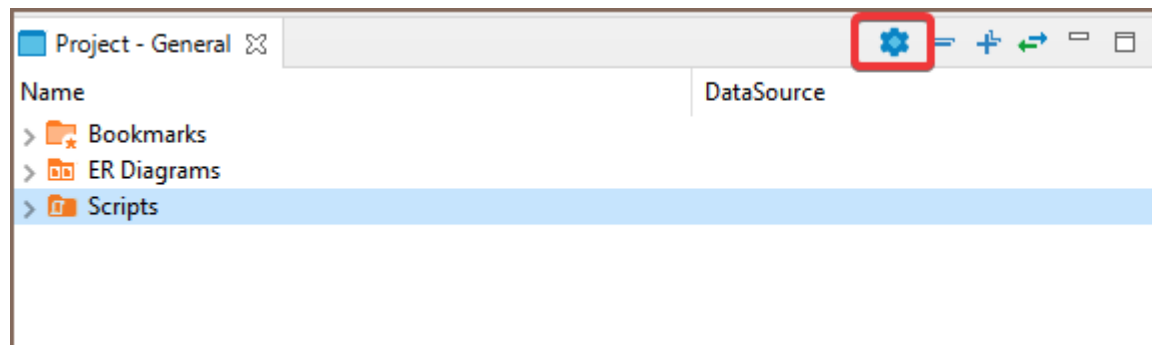 Project - General
Name DataSource
Bookmarks
ER Diagrams
Scripts